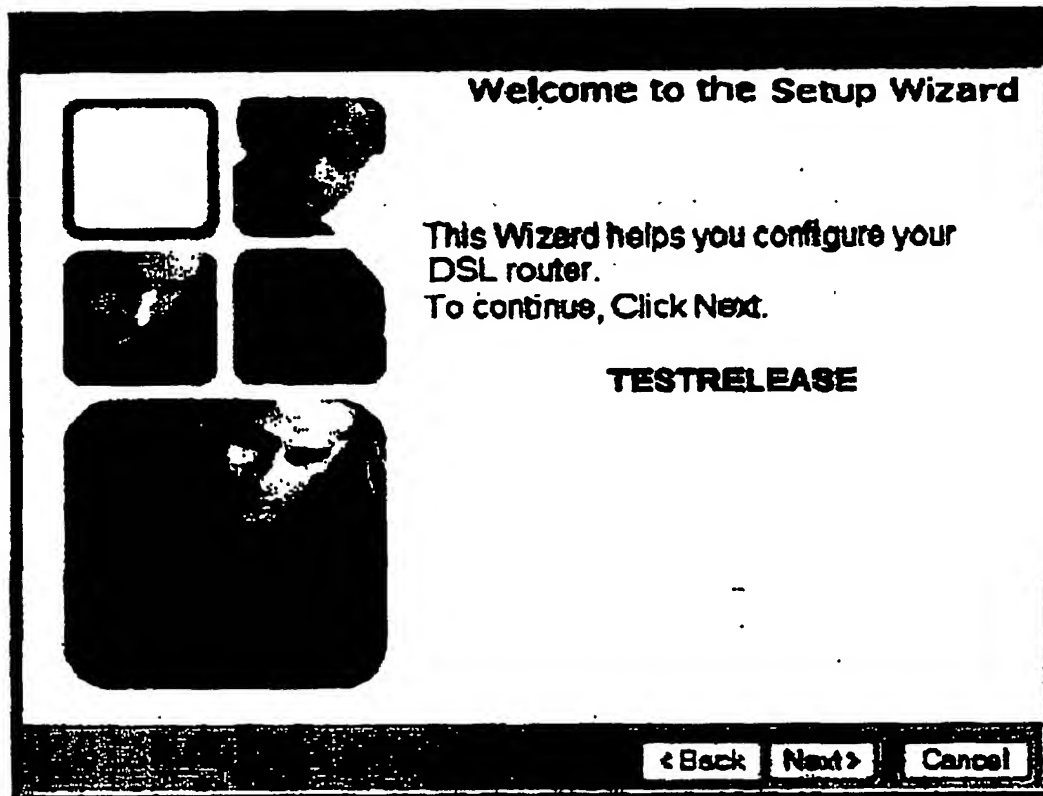 Welcome to the Setup Wizard
This Wizard helps you configure your
DSL router.
To continue, Click Next.
TESTRELEASE
<Back Next> Cancel